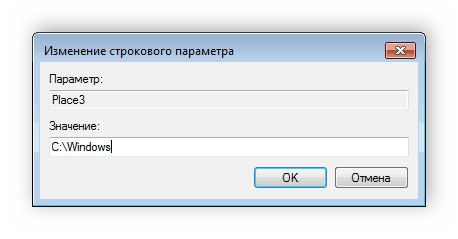 Изменение строкового параметра
Параметр:
Place3
Значение:
C:\Windows
OK
Отмена